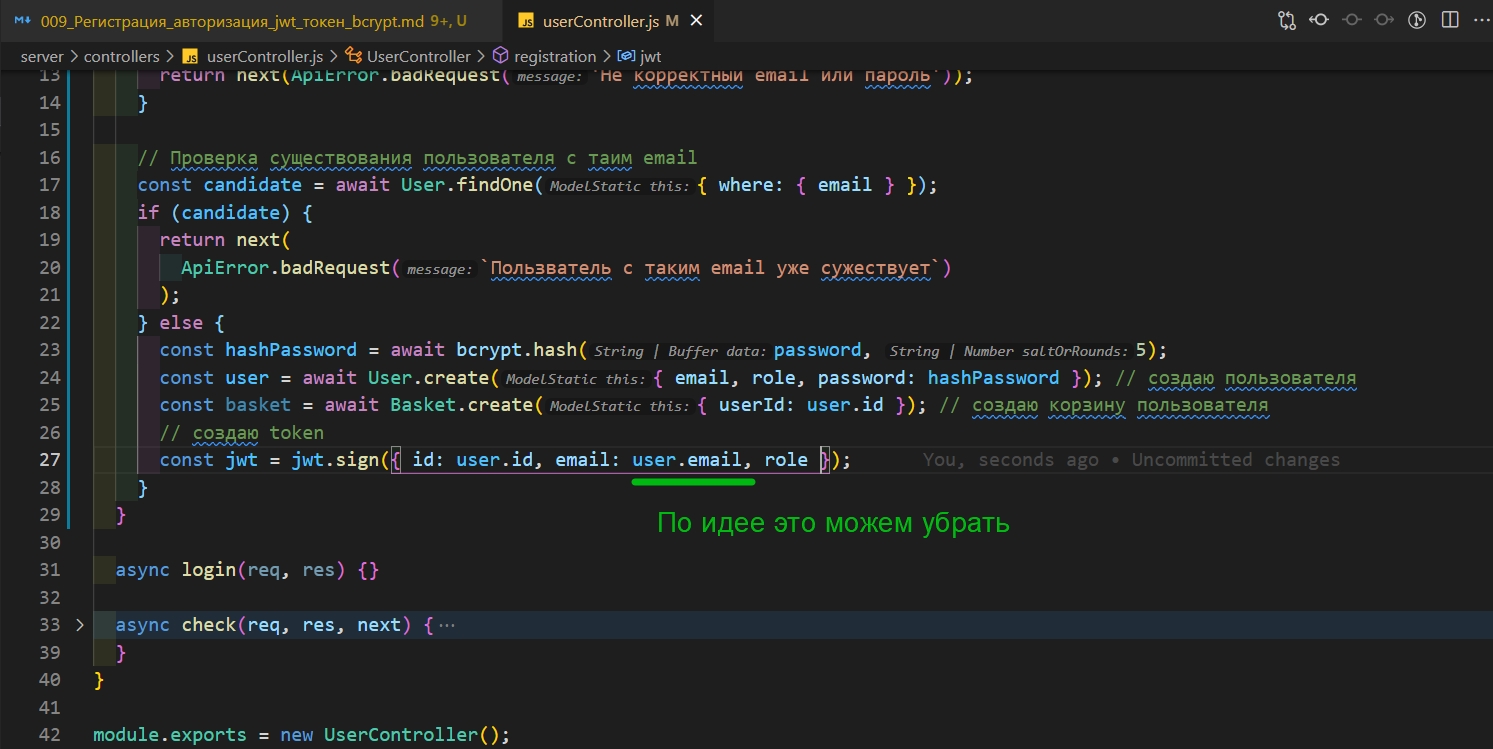 009_Регистрация_авторизация_jwt_токен_bcrypt.md 9+, U
JS userController.js M
server > controllers > JS userController.js > UserController > registration > jwt
13 return next(ApiError.badRequest( message: `Не корректный email или пароль`));
14 }
15
16 // Проверка существования пользователя с таим email
17 const candidate = await User.findOne( ModelStatic this: { where: { email } });
18 if (candidate) {
19 return next(
20 ApiError.badRequest( message: `Пользватель с таким email уже сужествует`)
21 );
22 } else {
23 const hashPassword = await bcrypt.hash( String | Buffer data: password, String | Number saltOrRounds: 5);
24 const user = await User.create( ModelStatic this: { email, role, password: hashPassword }); // создаю пользователя
25 const basket = await Basket.create( ModelStatic this: { userId: user.id }); // создаю корзину пользователя
26 // создаю token
27 const jwt = jwt.sign({ id: user.id, email: user.email, role }); You, seconds ago • Uncommitted changes
28 }
29 }
По идее это можем убрать
30
31 async login(req, res) {}
32
33 async check(req, res, next) { ⋯
39 }
40 }
41
42 module.exports = new UserController();